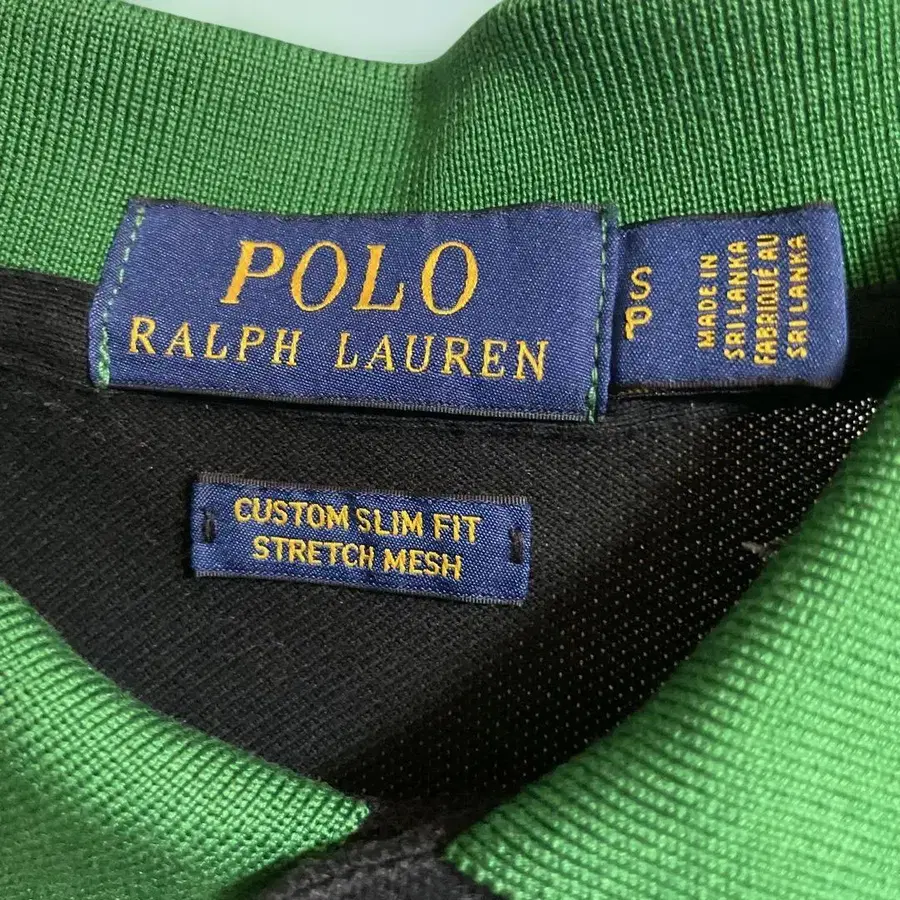 POLO
RALPH LAUREN
S
P
MADE IN
SRI LANKA
FABRIQUÉ AU
SRI LANKA
CUSTOM SLIM FIT
STRETCH MESH